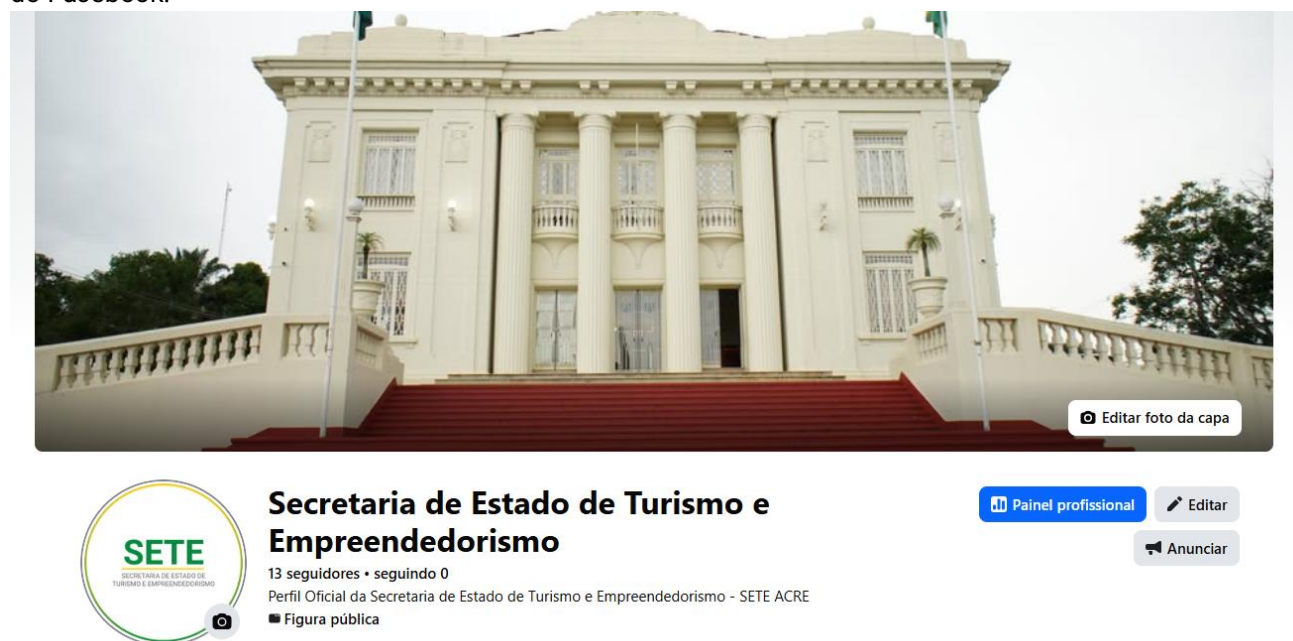 do Facebook.
Editar foto da capa
SETE
SECRETARIA DE ESTADO DE
TURISMO E EMPREENDEDORISMO
Secretaria de Estado de Turismo e
Empreendedorismo
13 seguidores • seguindo 0
Perfil Oficial da Secretaria de Estado de Turismo e Empreendedorismo - SETE ACRE
Figura pública
Painel profissional
Editar
Anunciar